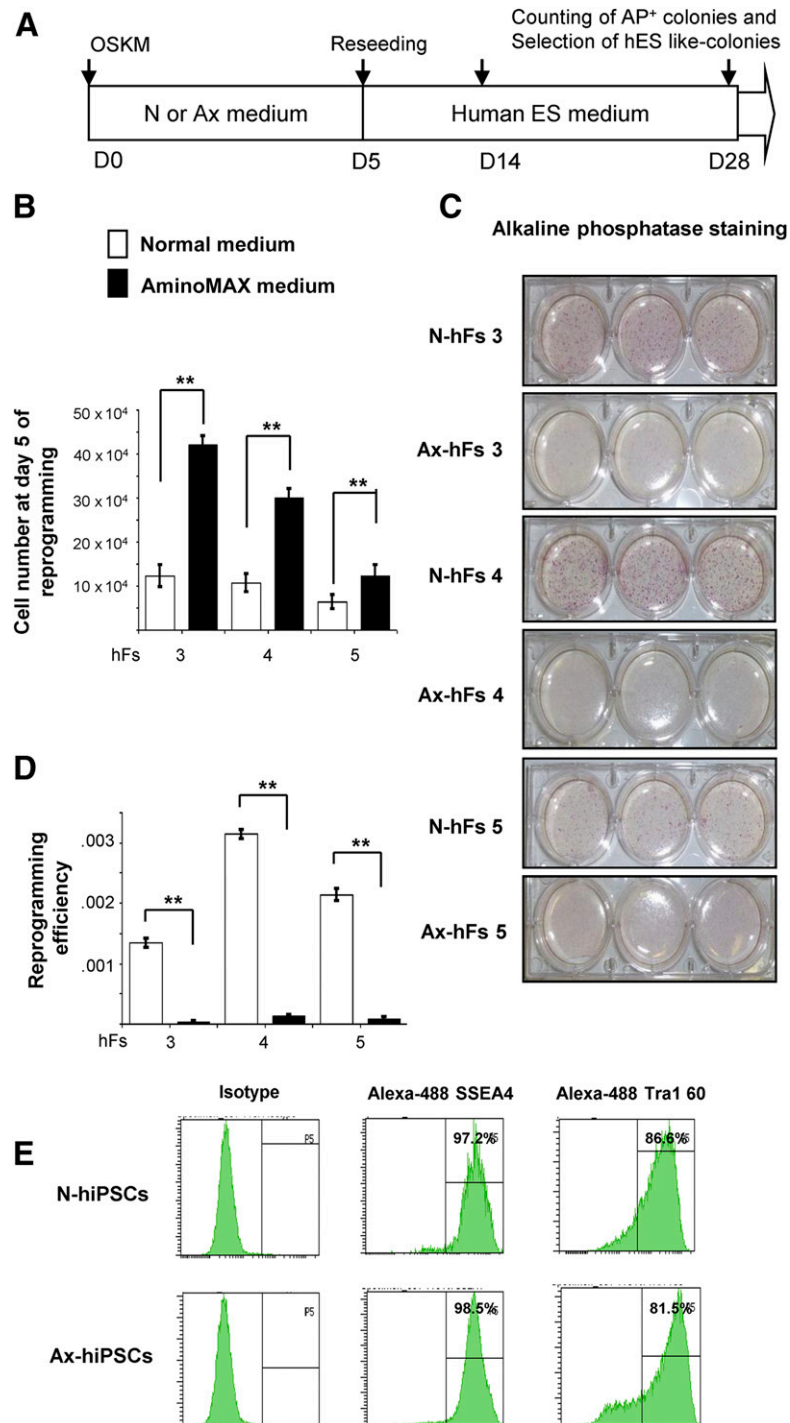 A
OSKM
Reseeding
Counting of AP⁺ colonies and
Selection of hES like-colonies
N or Ax medium
Human ES medium
D0
D5
D14
D28
B
Normal medium
AminoMAX medium
Cell number at day 5 of
reprogramming
50 x 10⁴
40 x 10⁴
30 x 10⁴
20 x 10⁴
10 x 10⁴
**
**
**
hFs
3
4
5
C
Alkaline phosphatase staining
N-hFs 3
Ax-hFs 3
N-hFs 4
Ax-hFs 4
N-hFs 5
Ax-hFs 5
D
Reprogramming
efficiency
.003
.002
.001
**
**
**
hFs
3
4
5
E
Isotype
Alexa-488 SSEA4
Alexa-488 Tra1 60
N-hiPSCs
P5
97.2%
86.6%
Ax-hiPSCs
P5
98.5%
81.5%